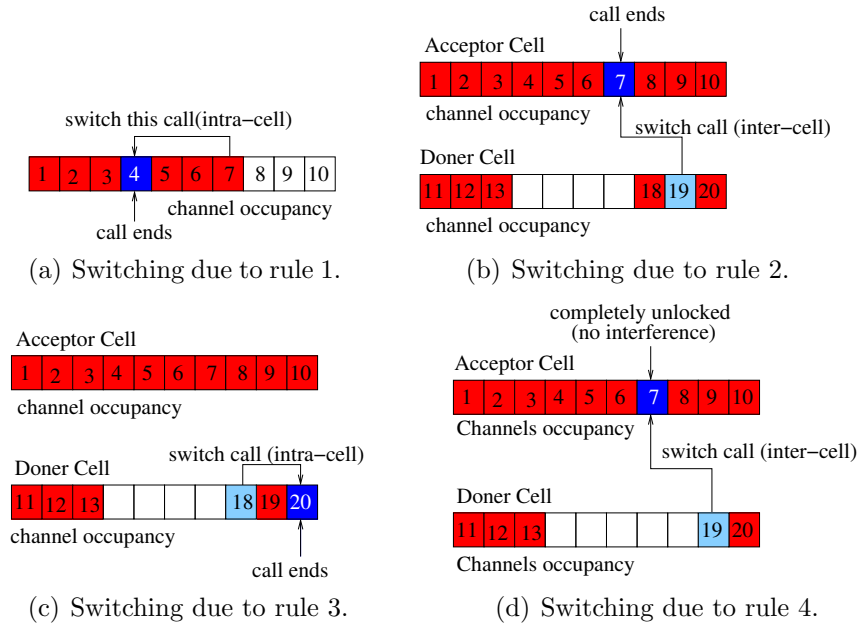 switch this call(intra-cell)
1 2 3 4 5 6 7 8 9 10
channel occupancy
call ends
(a) Switching due to rule 1.
call ends
Acceptor Cell
1 2 3 4 5 6 7 8 9 10
channel occupancy
switch call (inter-cell)
Doner Cell
11 12 13 18 19 20
channel occupancy
(b) Switching due to rule 2.
Acceptor Cell
1 2 3 4 5 6 7 8 9 10
channel occupancy
switch call (intra-cell)
Doner Cell
11 12 13 18 19 20
channel occupancy
call ends
(c) Switching due to rule 3.
completely unlocked
(no interference)
Acceptor Cell
1 2 3 4 5 6 7 8 9 10
Channels occupancy
switch call (inter-cell)
Doner Cell
11 12 13 19 20
Channels occupancy
(d) Switching due to rule 4.